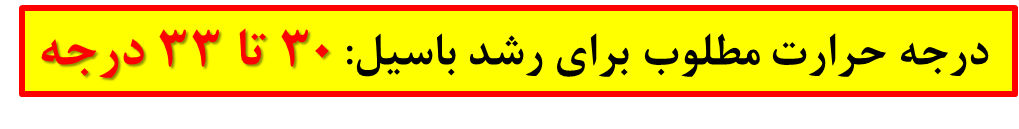 درجه حرارت مطلوب برای رشد باسیل: ۳۰ تا ۳۳ درجه